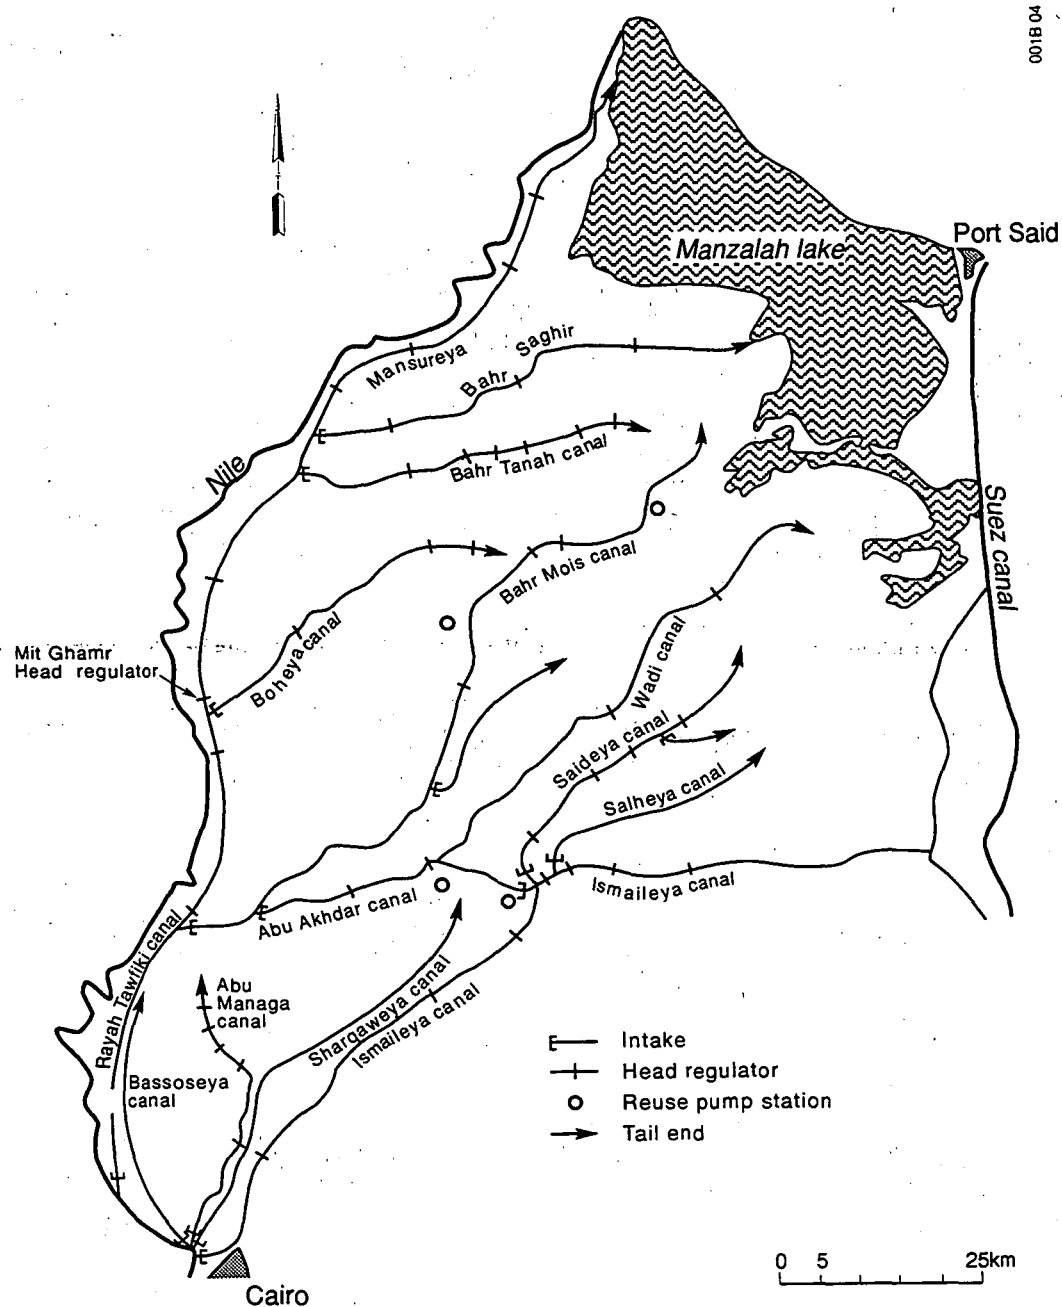 001B 04
Port Said
Manzalah lake
Mansureya
Bahr Saghir
Bahr Tanah canal
Nile
Suez canal
Bahr Mois canal
Boheya canal
Mit Ghamr
Head regulator
Wadi canal
Saideya canal
Salheya canal
Ismaileya canal
Abu Akhdar canal
Rayah Tawfiki canal
Abu
Managa
canal
Sharqaweya canal
Ismaileya canal
Bassoseya
canal
Intake
Head regulator
Reuse pump station
Tail end
0 5 25km
Cairo